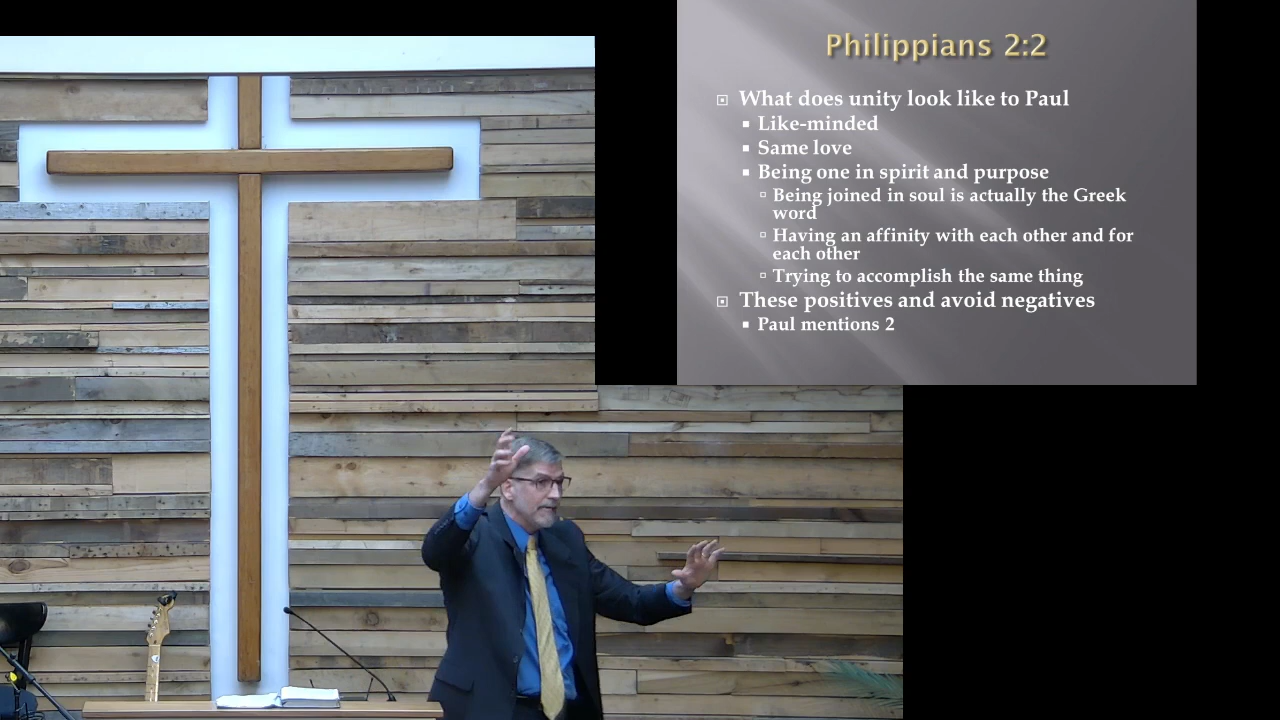 Philippians 2:2
What does unity look like to Paul
Like-minded
Same love
Being one in spirit and purpose
Being joined in soul is actually the Greek
word
Having an affinity with each other and for
each other
Trying to accomplish the same thing
These positives and avoid negatives
Paul mentions 2